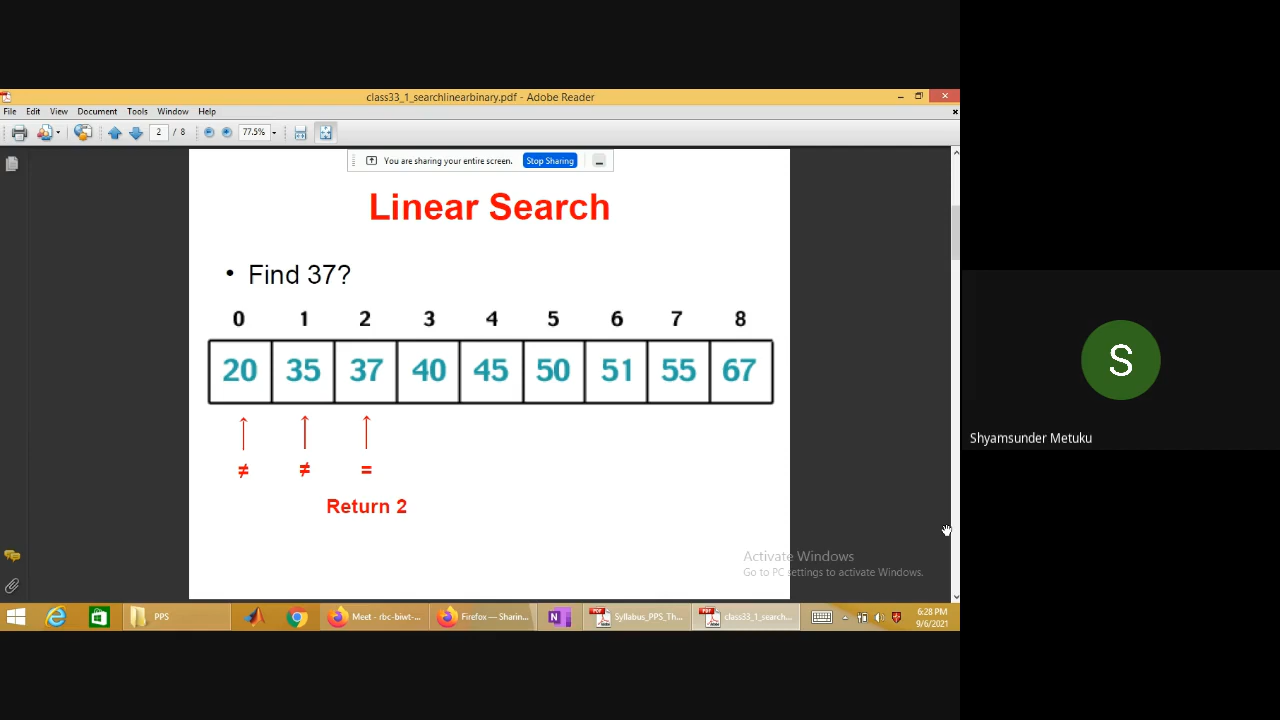 class33_1_searchlinearbinary.pdf - Adobe Reader
File Edit View Document Tools Window Help
2 / 8 77.5%
You are sharing your entire screen. Stop Sharing
Linear Search
• Find 37?
0 1 2 3 4 5 6 7 8
20 35 37 40 45 50 51 55 67
↑ ↑ ↑
≠ ≠ =
Return 2
S
Shyamsunder Metuku
Activate Windows
Go to PC settings to activate Windows.
PPS Meet - rbc-biwt-... Firefox — Sharin... N Syllabus_PPS_Th... class33_1_search...
6:28 PM
9/6/2021